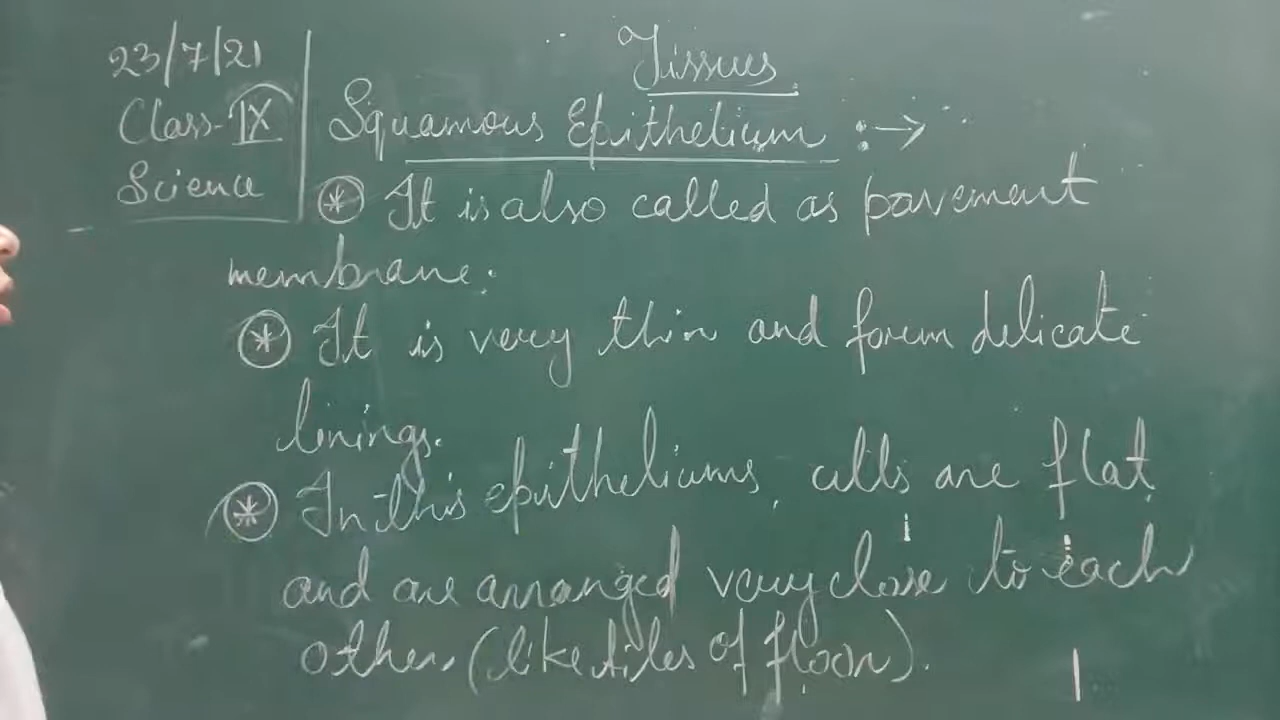 23/7/21
Class-IX
Science
Tissues
Squamous Epithelium :→
It is also called as pavement
membrane.
It is very thin and form delicate
linings.
In this epitheliums, cells are flat
and are arranged very close to each
other. (like tiles of floor).